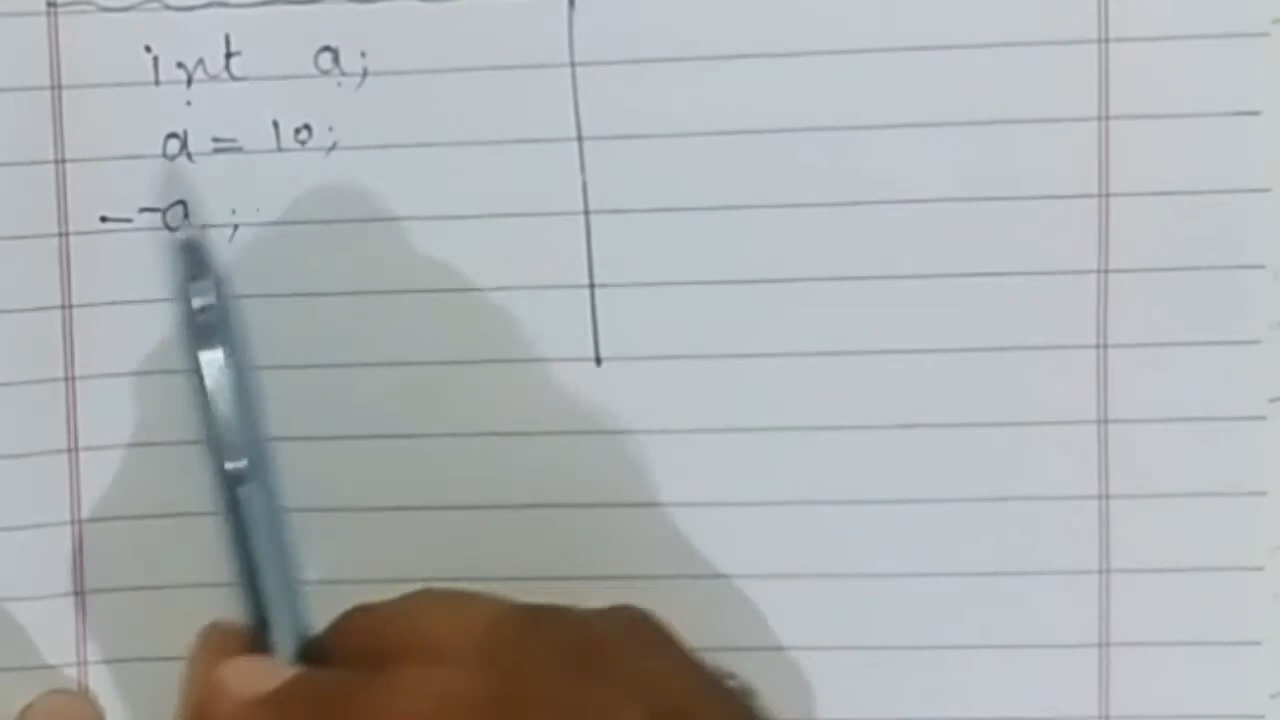 int a;
a = 10;
--a;